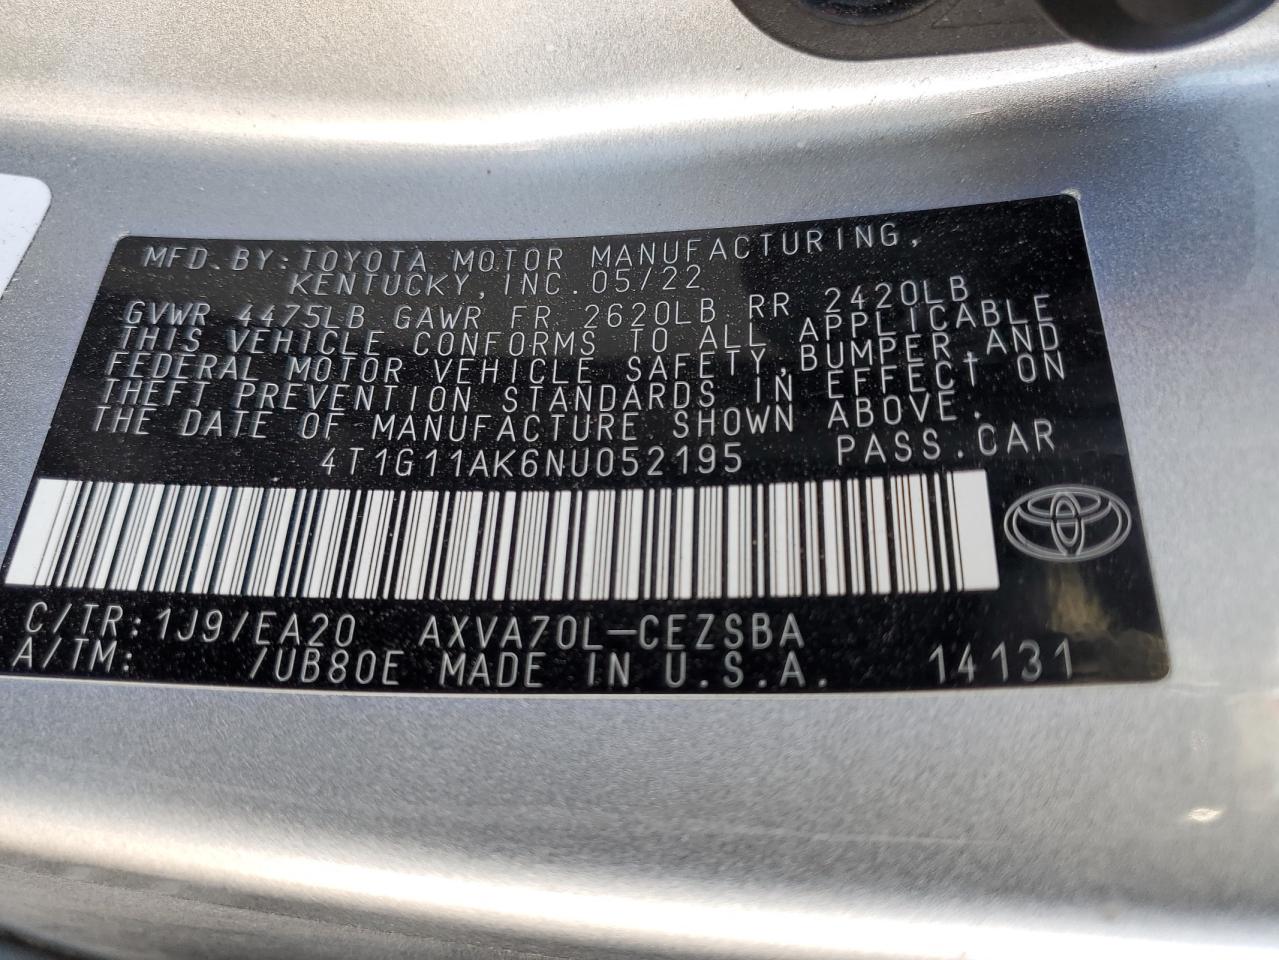 MFD.BY:TOYOTA MOTOR MANUFACTURING,
KENTUCKY, INC. 05/22
GVWR 4475LB GAWR FR 2620LB RR 2420LB
THIS VEHICLE CONFORMS TO ALL APPLICABLE
FEDERAL MOTOR VEHICLE SAFETY,BUMPER,AND
THEFT PREVENTION STANDARDS IN EFFECT ON
THE DATE OF MANUFACTURE SHOWN ABOVE.
4T1G11AK6NU052195 PASS.CAR
C/TR:1J9/EA20 AXVA70L-CEZSBA
A/TM: /UB80E MADE IN U.S.A. 14131